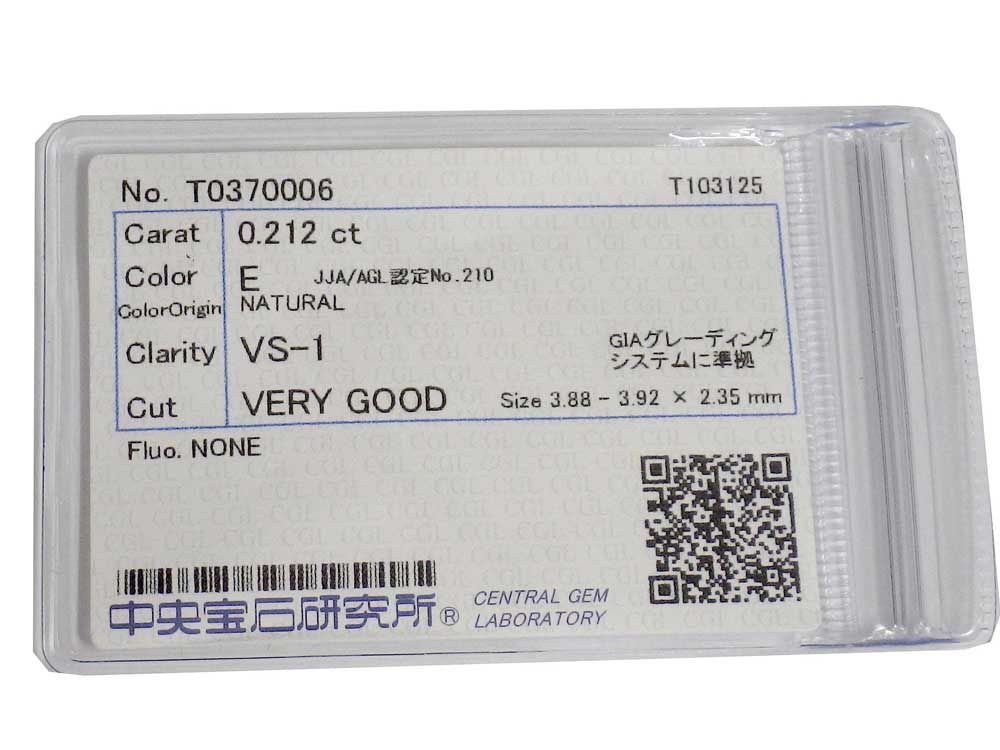 No. T0370006 T103125
Carat 0.212 ct
Color E JJA/AGL認定No.210
ColorOrigin NATURAL
Clarity VS-1 GIAグレーディング
システムに準拠
Cut VERY GOOD Size 3.88 - 3.92 × 2.35 mm
Fluo. NONE
中央宝石研究所® CENTRAL GEM
LABORATORY